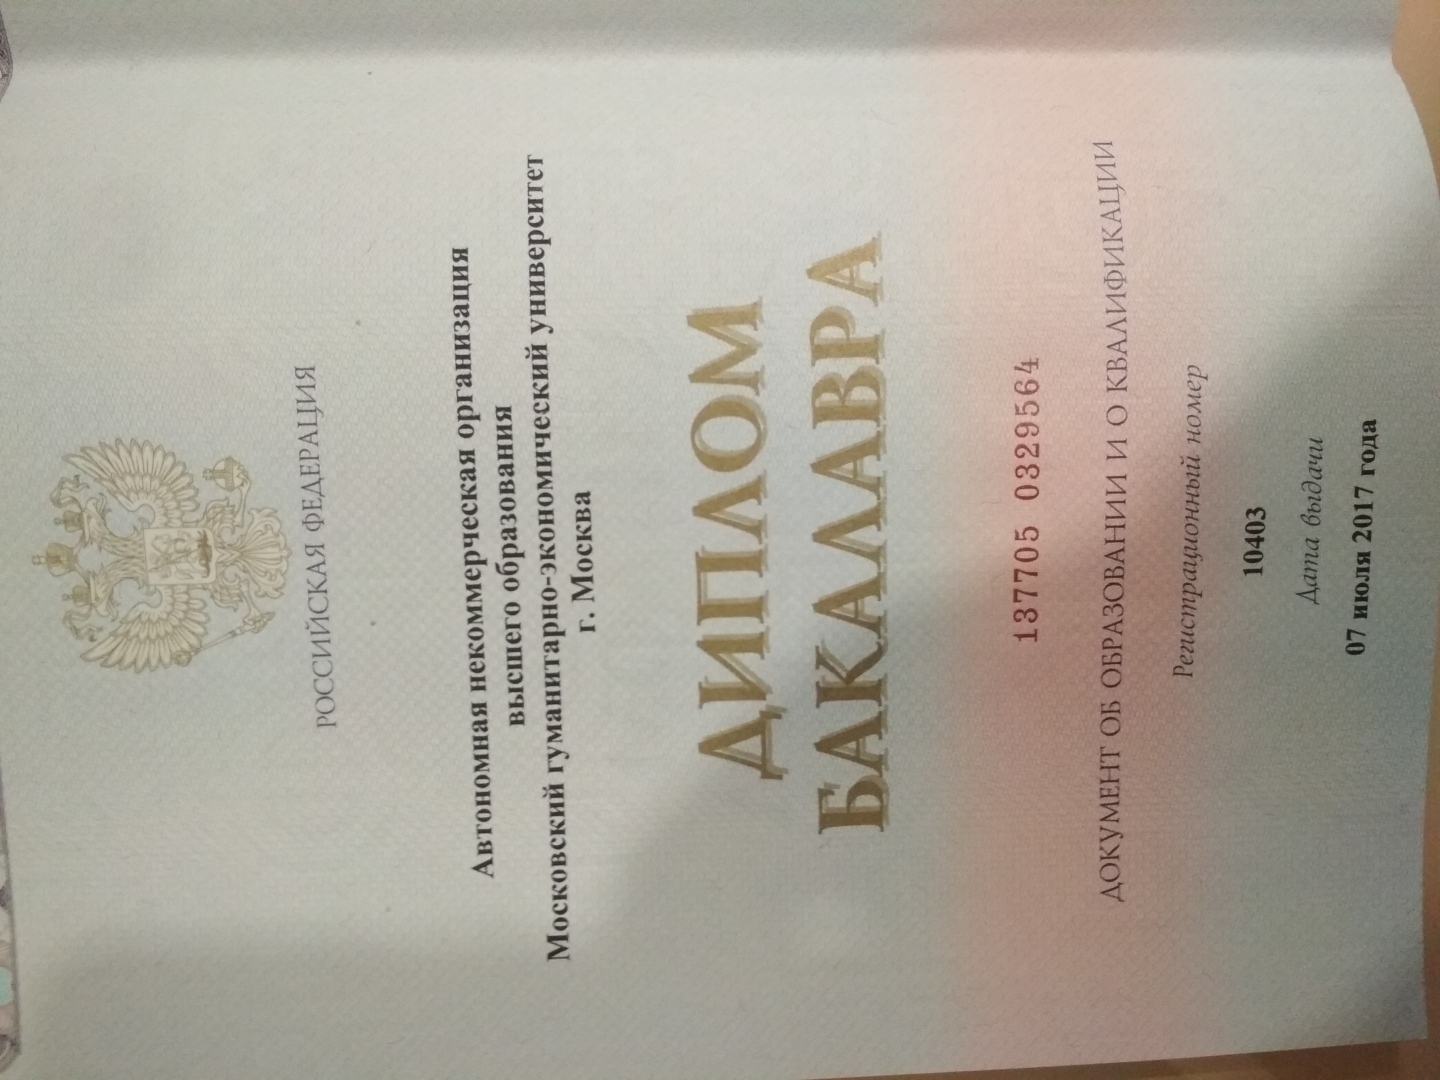 РОССИЙСКАЯ ФЕДЕРАЦИЯ
Автономная некоммерческая организация
высшего образования
Московский гуманитарно-экономический университет
г. Москва
ДИПЛОМ
БАКАЛАВРА
137705 0329564
ДОКУМЕНТ ОБ ОБРАЗОВАНИИ И О КВАЛИФИКАЦИИ
Регистрационный номер
10403
Дата выдачи
07 июля 2017 года